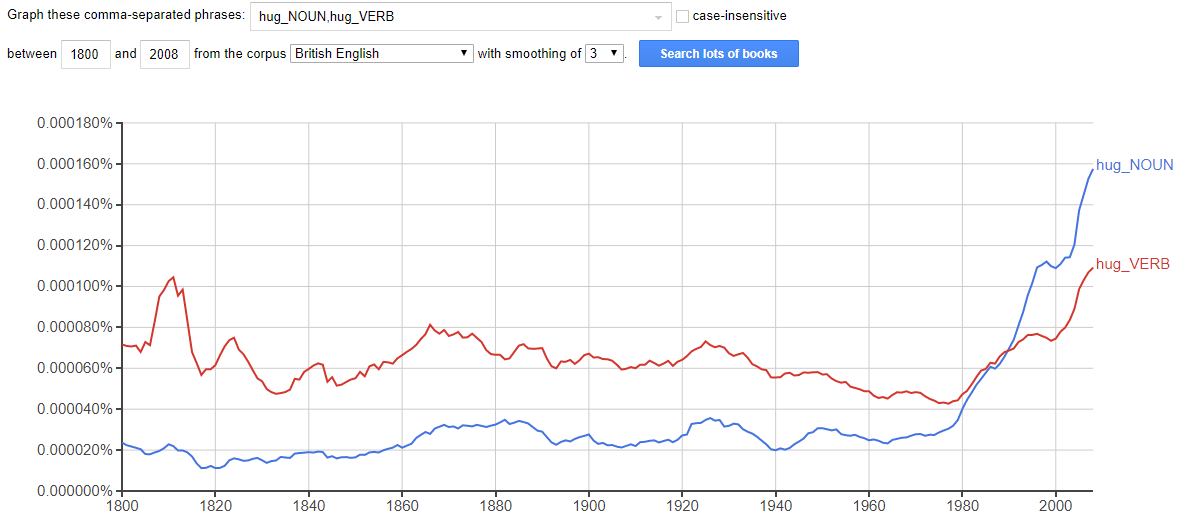 Graph these comma-separated phrases: hug_NOUN,hug_VERB case-insensitive
between 1800 and 2008 from the corpus British English with smoothing of 3 . Search lots of books
0.000180%
0.000160%
hug_NOUN
0.000140%
0.000120%
hug_VERB
0.000100%
0.000080%
0.000060%
0.000040%
0.000020%
0.000000%
1800 1820 1840 1860 1880 1900 1920 1940 1960 1980 2000